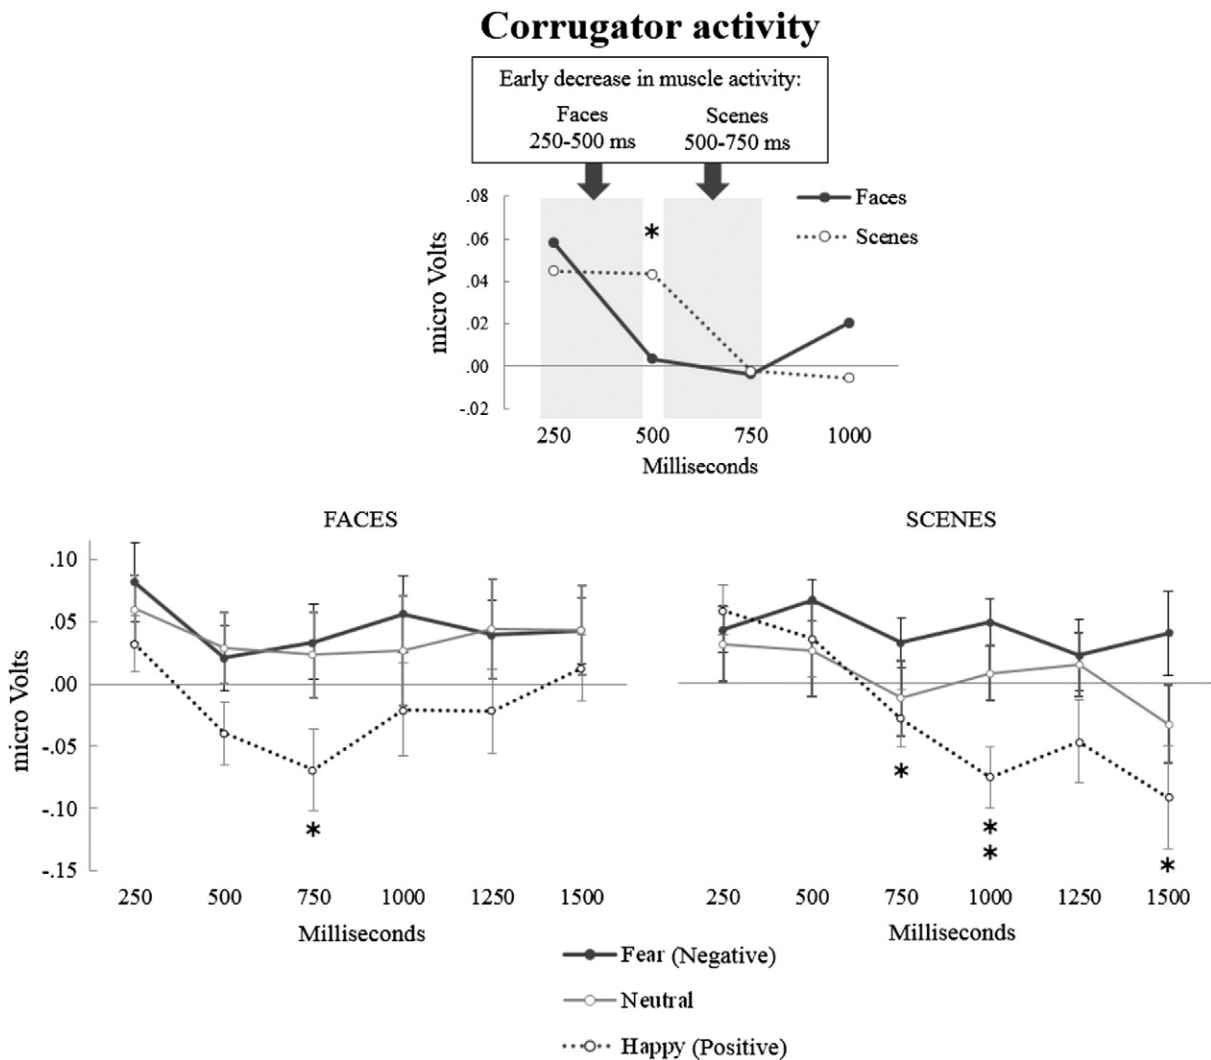 Corrugator activity
Early decrease in muscle activity:
Faces Scenes
250-500 ms 500-750 ms
.08
.06
.04
.02
.00
-.02
micro Volts
*
Faces
Scenes
250 500 750 1000
Milliseconds
FACES
.10
.05
.00
-.05
-.10
-.15
micro Volts
*
250 500 750 1000 1250 1500
Milliseconds
SCENES
*
*
*
*
250 500 750 1000 1250 1500
Milliseconds
Fear (Negative)
Neutral
Happy (Positive)